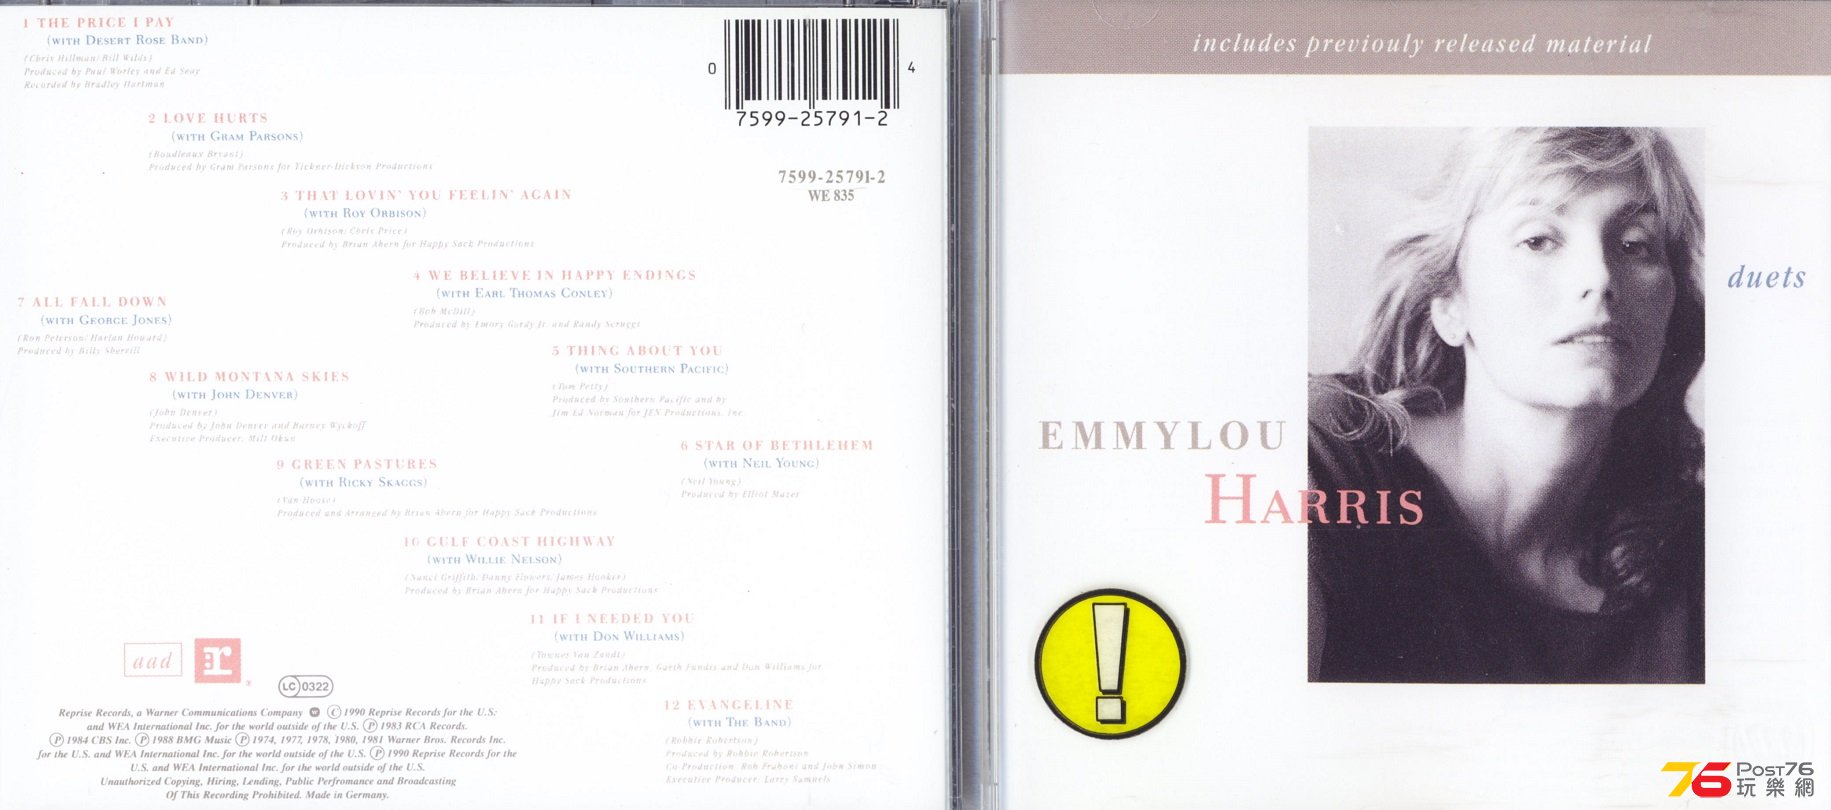 1 THE PRICE I PAY
(WITH DESERT ROSE BAND)
(Chris Hillman/ Bill Wilds)
Produced by Paul Worley and Ed Seay
Recorded by Bradley Hartman
2 LOVE HURTS
(WITH GRAM PARSONS)
(Boudleaux Bryant)
Produced by Gram Parsons for Tickner-Dickson Productions
3 THAT LOVIN' YOU FEELIN' AGAIN
(WITH ROY ORBISON)
(Roy Orbison/ Chris Price)
Produced by Brian Ahern for Happy Sack Productions
4 WE BELIEVE IN HAPPY ENDINGS
(WITH EARL THOMAS CONLEY)
(Bob McDill)
Produced by Emory Gordy Jr. and Randy Scruggs
5 THING ABOUT YOU
(WITH SOUTHERN PACIFIC)
(Tom Petty)
Produced by Southern Pacific and by
Jim Ed Norman for JEN Productions, Inc.
6 STAR OF BETHLEHEM
(WITH NEIL YOUNG)
(Neil Young)
Produced by Elliot Mazer
7 ALL FALL DOWN
(WITH GEORGE JONES)
(Ron Peterson/ Harlan Howard)
Produced by Billy Sherrill
8 WILD MONTANA SKIES
(WITH JOHN DENVER)
(John Denver)
Produced by John Denver and Barney Wyckoff
Executive Producer: Milt Okun
9 GREEN PASTURES
(WITH RICKY SKAGGS)
(Van Hoose)
Produced and Arranged by Brian Ahern for Happy Sack Productions
10 GULF COAST HIGHWAY
(WITH WILLIE NELSON)
(Nanci Griffith/ Danny Flowers/ James Hooker)
Produced by Brian Ahern for Happy Sack Productions
11 IF I NEEDED YOU
(WITH DON WILLIAMS)
(Townes Van Zandt)
Produced by Brian Ahern, Garth Fundis and Don Williams for
Happy Sack Productions
12 EVANGELINE
(WITH THE BAND)
(Robbie Robertson)
Produced by Robbie Robertson
Co-Production: Rob Fraboni and John Simon
Executive Producer: Larry Samuels
0 4
7599-25791-2
7599-25791-2
WE 835
aad
r
LC 0322
Reprise Records, a Warner Communications Company w © 1990 Reprise Records for the U.S.
and WEA International Inc. for the world outside of the U.S. ℗ 1983 RCA Records.
℗ 1984 CBS Inc. ℗ 1988 BMG Music ℗ 1974, 1977, 1978, 1980, 1981 Warner Bros. Records Inc.
for the U.S. and WEA International Inc. for the world outside of the U.S. ℗ 1990 Reprise Records for the
U.S. and WEA International Inc. for the world outside of the U.S.
Unauthorized Copying, Hiring, Lending, Public Perfromance and Broadcasting
Of This Recording Prohibited. Made in Germany.
includes previouly released material
duets
EMMYLOU
HARRIS
!
76 POST76
玩樂網